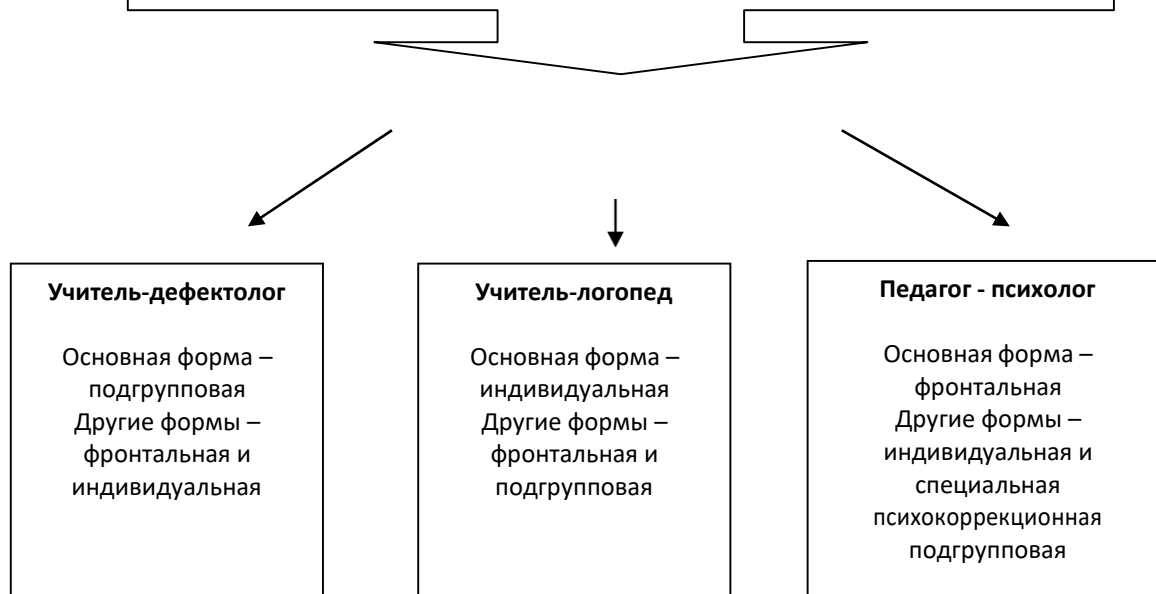 Учитель-дефектолог
Основная форма –
подгрупповая
Другие формы –
фронтальная и
индивидуальная
Учитель-логопед
Основная форма –
индивидуальная
Другие формы –
фронтальная и
подгрупповая
Педагог - психолог
Основная форма –
фронтальная
Другие формы –
индивидуальная и
специальная
психокоррекционная
подгрупповая